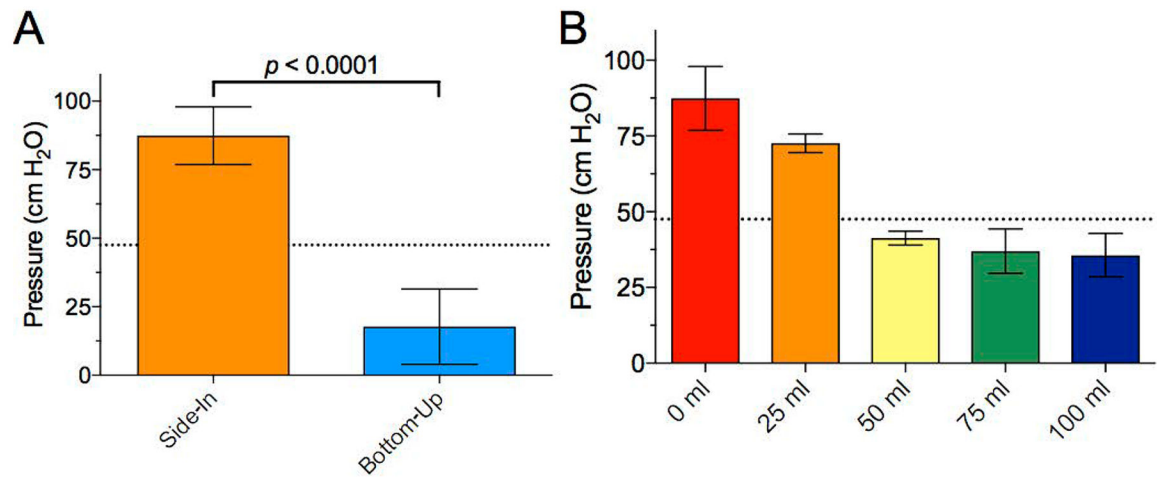 A
p < 0.0001
Pressure (cm H₂O)
100
75
50
25
0
Side-In
Bottom-Up
B
Pressure (cm H₂O)
100
75
50
25
0
0 ml
25 ml
50 ml
75 ml
100 ml